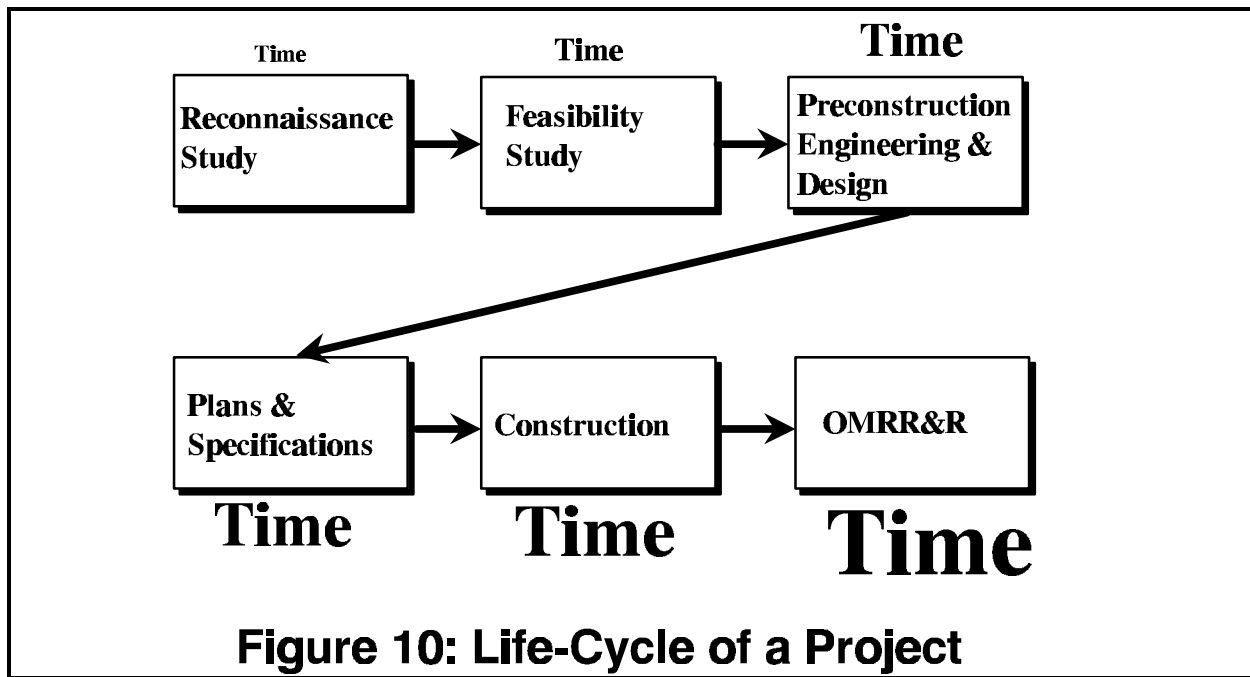 Time
Time
Time
Reconnaissance
Study
Feasibility
Study
Preconstruction
Engineering &
Design
Plans &
Specifications
Construction
OMRR&R
Time
Time
Time
Figure 10: Life-Cycle of a Project